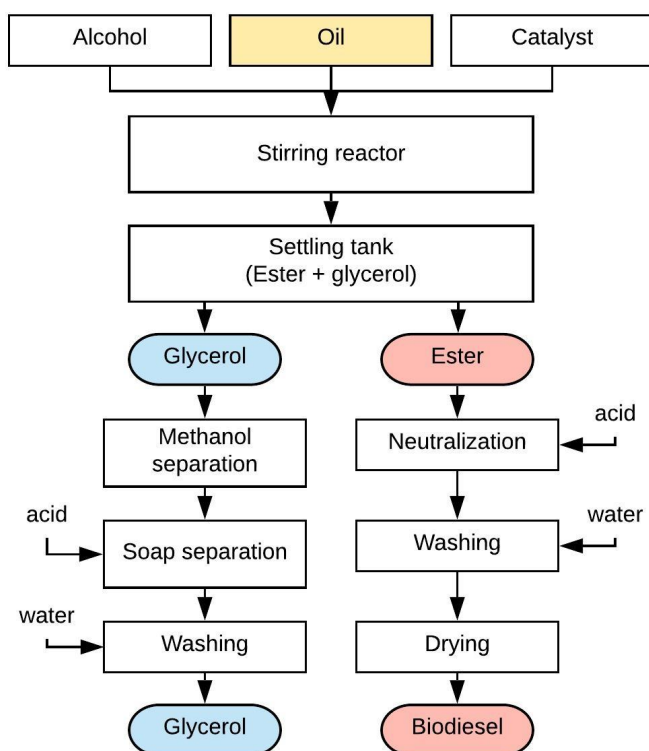 Alcohol
Oil
Catalyst
Stirring reactor
Settling tank
(Ester + glycerol)
Glycerol
Ester
Methanol
separation
Neutralization
acid
acid
Soap separation
Washing
water
water
Washing
Drying
Glycerol
Biodiesel